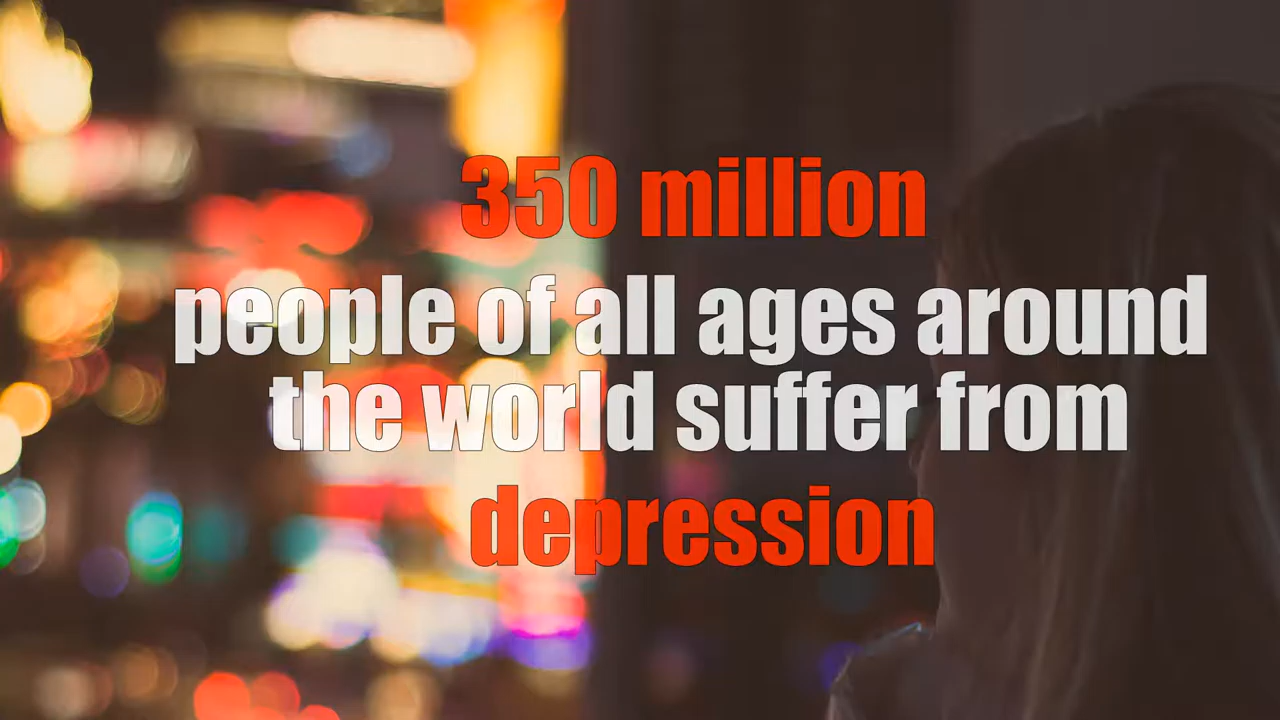 350 million
people of all ages around
the world suffer from
depression